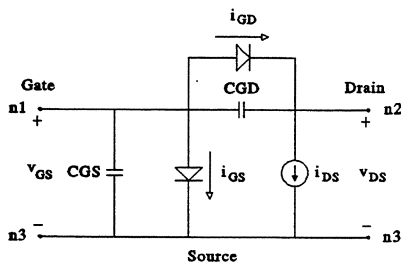 iGD
Gate CGD Drain
n1 n2
+ +
vGS CGS iGS iDS vDS
− −
n3 n3
Source